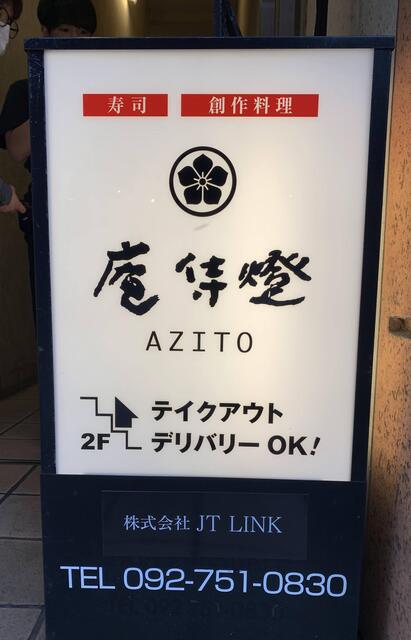 寿司 創作料理
庵侍燈
AZITO
テイクアウト
2F デリバリーOK!
株式会社 JT LINK
TEL 092-751-0830